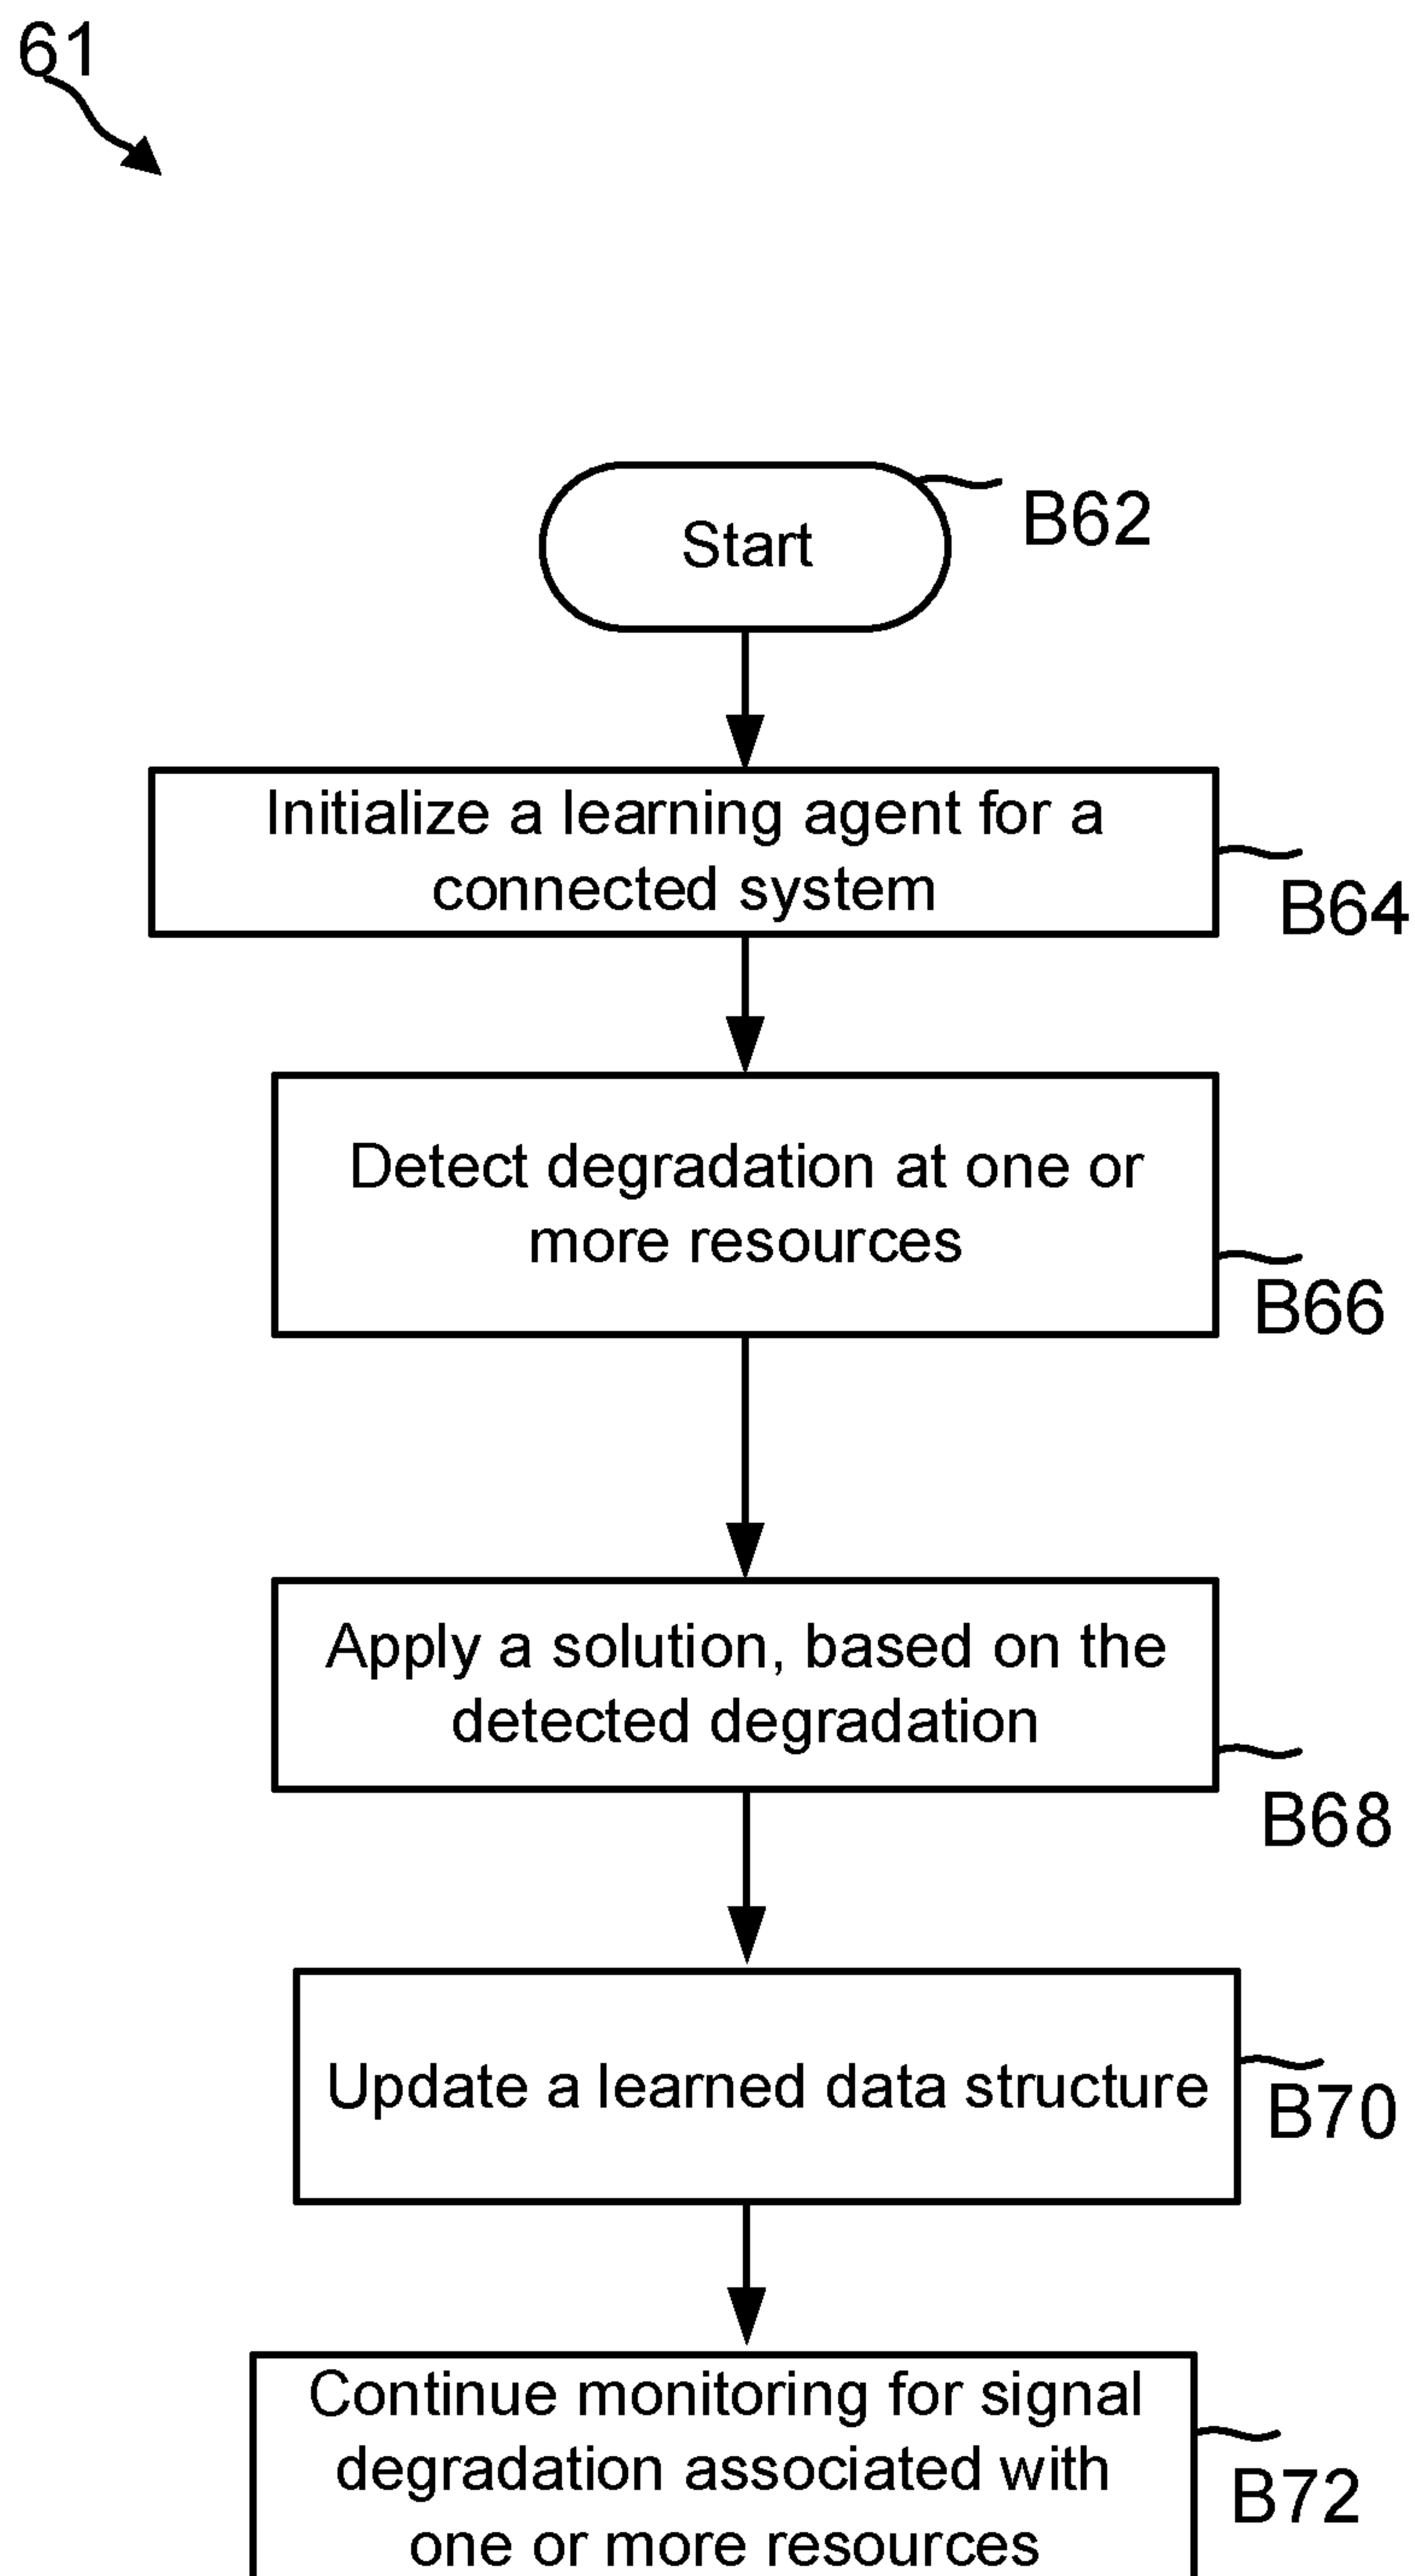 61
Start
B62
Initialize a learning agent for a
connected system
B64
Detect degradation at one or
more resources
B66
Apply a solution, based on the
detected degradation
B68
Update a learned data structure
B70
Continue monitoring for signal
degradation associated with
one or more resources
B72